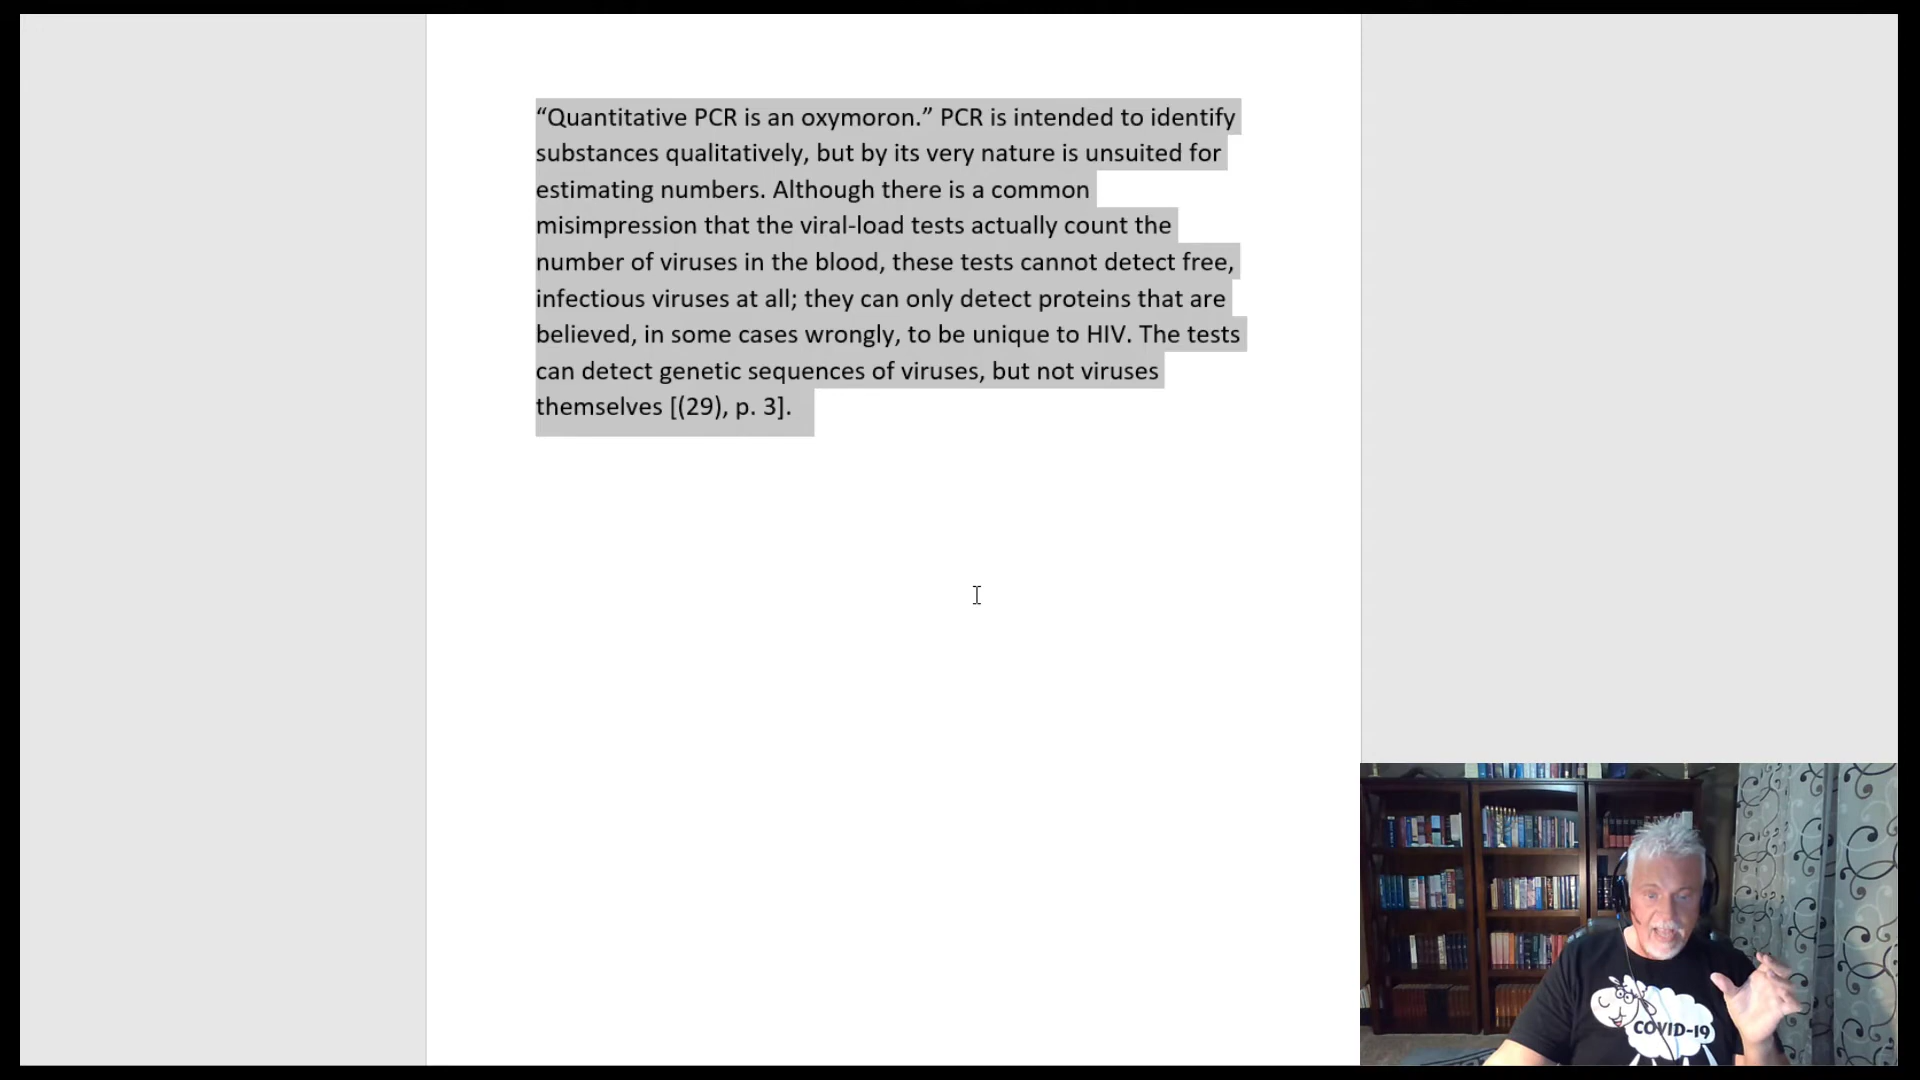 “Quantitative PCR is an oxymoron.” PCR is intended to identify
substances qualitatively, but by its very nature is unsuited for
estimating numbers. Although there is a common
misimpression that the viral-load tests actually count the
number of viruses in the blood, these tests cannot detect free,
infectious viruses at all; they can only detect proteins that are
believed, in some cases wrongly, to be unique to HIV. The tests
can detect genetic sequences of viruses, but not viruses
themselves [(29), p. 3].
COVID-19